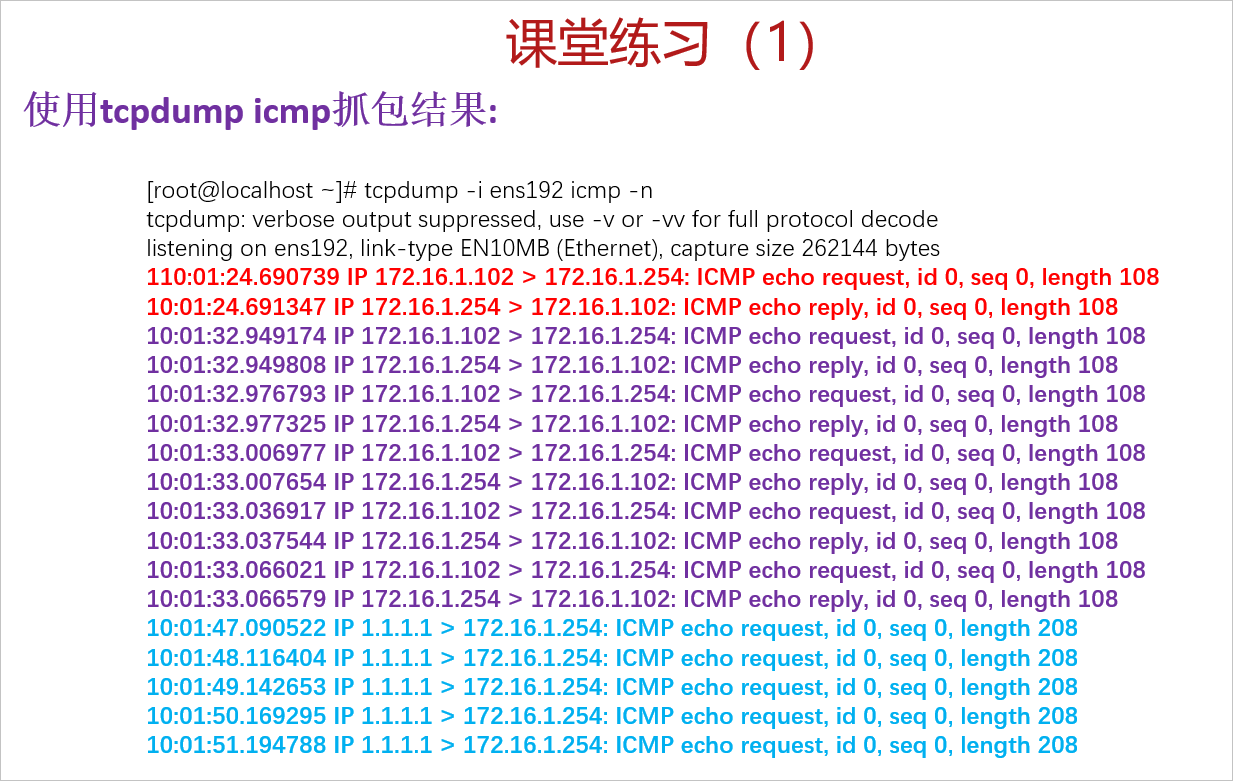 课堂练习（1）
使用tcpdump icmp抓包结果:
[root@localhost ~]# tcpdump -i ens192 icmp -n
tcpdump: verbose output suppressed, use -v or -vv for full protocol decode
listening on ens192, link-type EN10MB (Ethernet), capture size 262144 bytes
110:01:24.690739 IP 172.16.1.102 > 172.16.1.254: ICMP echo request, id 0, seq 0, length 108
10:01:24.691347 IP 172.16.1.254 > 172.16.1.102: ICMP echo reply, id 0, seq 0, length 108
10:01:32.949174 IP 172.16.1.102 > 172.16.1.254: ICMP echo request, id 0, seq 0, length 108
10:01:32.949808 IP 172.16.1.254 > 172.16.1.102: ICMP echo reply, id 0, seq 0, length 108
10:01:32.976793 IP 172.16.1.102 > 172.16.1.254: ICMP echo request, id 0, seq 0, length 108
10:01:32.977325 IP 172.16.1.254 > 172.16.1.102: ICMP echo reply, id 0, seq 0, length 108
10:01:33.006977 IP 172.16.1.102 > 172.16.1.254: ICMP echo request, id 0, seq 0, length 108
10:01:33.007654 IP 172.16.1.254 > 172.16.1.102: ICMP echo reply, id 0, seq 0, length 108
10:01:33.036917 IP 172.16.1.102 > 172.16.1.254: ICMP echo request, id 0, seq 0, length 108
10:01:33.037544 IP 172.16.1.254 > 172.16.1.102: ICMP echo reply, id 0, seq 0, length 108
10:01:33.066021 IP 172.16.1.102 > 172.16.1.254: ICMP echo request, id 0, seq 0, length 108
10:01:33.066579 IP 172.16.1.254 > 172.16.1.102: ICMP echo reply, id 0, seq 0, length 108
10:01:47.090522 IP 1.1.1.1 > 172.16.1.254: ICMP echo request, id 0, seq 0, length 208
10:01:48.116404 IP 1.1.1.1 > 172.16.1.254: ICMP echo request, id 0, seq 0, length 208
10:01:49.142653 IP 1.1.1.1 > 172.16.1.254: ICMP echo request, id 0, seq 0, length 208
10:01:50.169295 IP 1.1.1.1 > 172.16.1.254: ICMP echo request, id 0, seq 0, length 208
10:01:51.194788 IP 1.1.1.1 > 172.16.1.254: ICMP echo request, id 0, seq 0, length 208